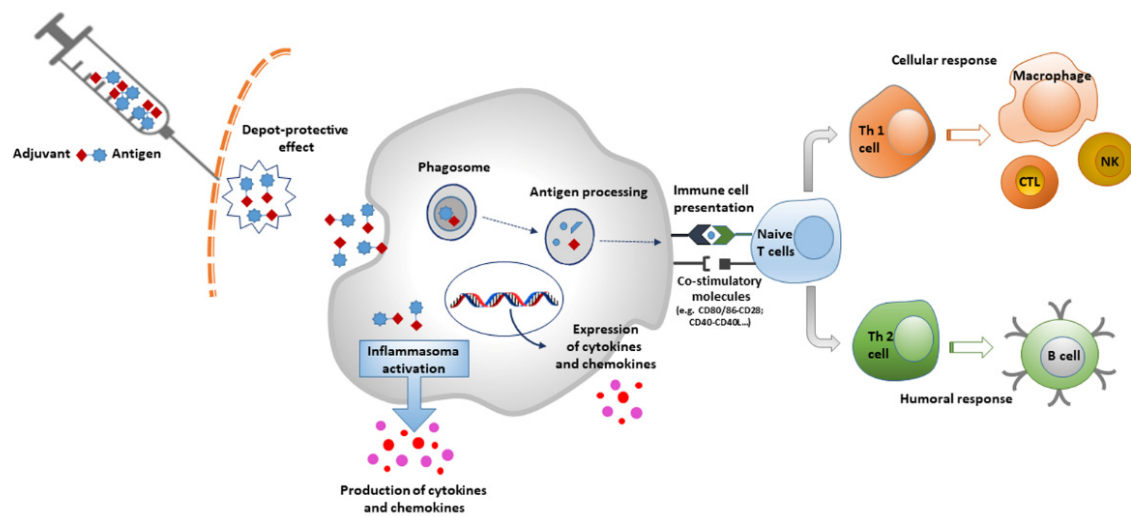 Adjuvant
Antigen
Depot-protective
effect
Phagosome
Antigen processing
Inflammasoma
activation
Expression
of cytokines
and chemokines
Production of cytokines
and chemokines
Immune cell
presentation
Co-stimulatory
molecules
(e.g. CD80/86-CD28;
CD40-CD40L...)
Naive
T cells
Cellular response
Th 1
cell
Macrophage
CTL
NK
Th 2
cell
B cell
Humoral response